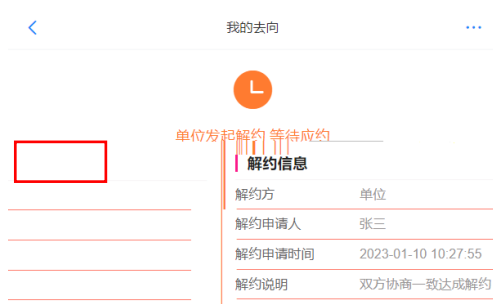 我的去向
单位发起解约 等待应约
解约信息
解约方 单位
解约申请人 张三
解约申请时间 2023-01-10 10:27:55
解约说明 双方协商一致达成解约